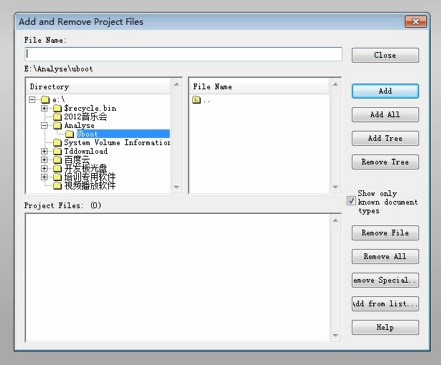 Add and Remove Project Files
File Name:
Close
E:\Analyse\uboot
Directory
File Name
Add
e:\
..
$recycle.bin
Add All
2012音乐会
Analyse
Uboot
Add Tree
System Volume Information
Tddownload
百度云
Remove Tree
开发板光盘
培训专用软件
视频播放软件
Show only
known document
types
Project Files: (0)
Remove File
Remove All
emove Special..
Add from list...
Help